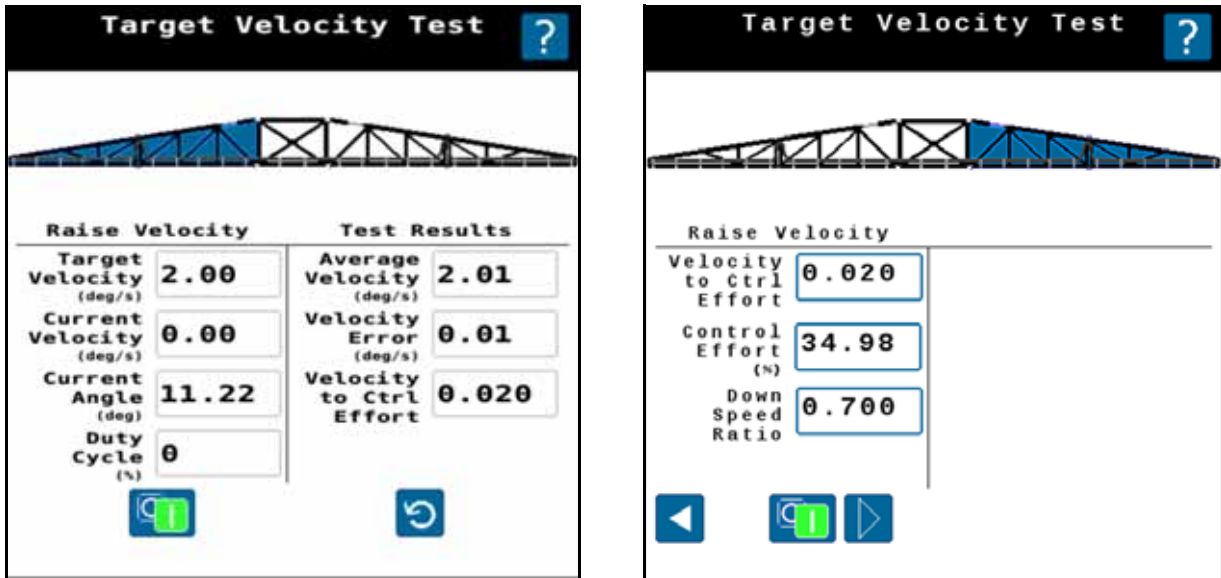 Target Velocity Test
?
Raise Velocity
Target
Velocity
(deg/s)
2.00
Current
Velocity
(deg/s)
0.00
Current
Angle
(deg)
11.22
Duty
Cycle
(%)
0
Test Results
Average
Velocity
(deg/s)
2.01
Velocity
Error
(deg/s)
0.01
Velocity
to Ctrl
Effort
0.020
Target Velocity Test
?
Raise Velocity
Velocity
to Ctrl
Effort
0.020
Control
Effort
(%)
34.98
Down
Speed
Ratio
0.700